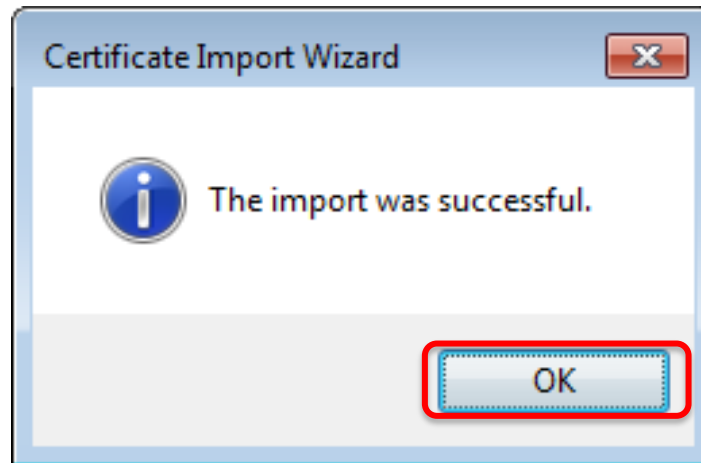 Certificate Import Wizard
The import was successful.
OK